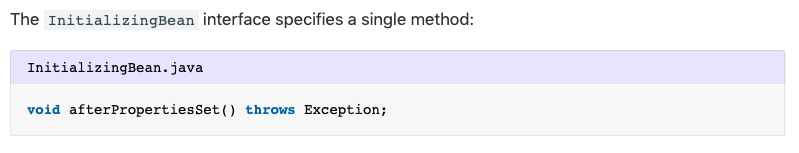 The InitializingBean interface specifies a single method:
InitializingBean.java
void afterPropertiesSet() throws Exception;